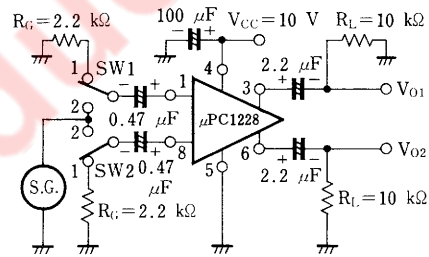 R_G=2.2 kΩ
100 μF
V_CC=10 V
R_L=10 kΩ
− +
1 SW1
4
2.2 μF
+ −
3
V_O1
− +
1
2
0.47 μF
μPC1228
2
− +
8
6
+ −
V_O2
1 SW2
0.47
μF
5
2.2 μF
S.G.
R_G=2.2 kΩ
R_L=10 kΩ